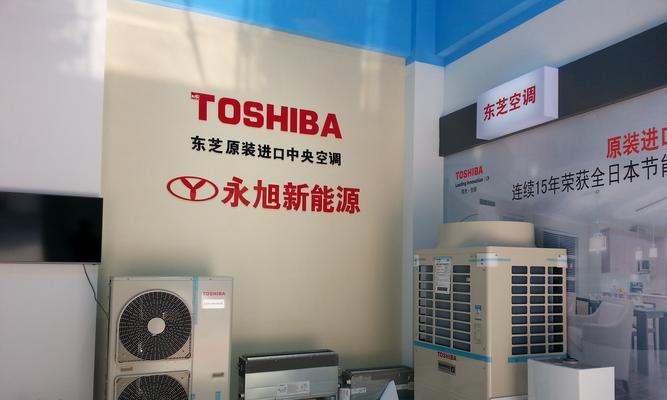 TOSHIBA
东芝原装进口中央空调
永旭新能源
东芝空调
原装进口
TOSHIBA
Leading Innovation
连续15年荣获全日本节能
TOSHIBA
TOSHIBA